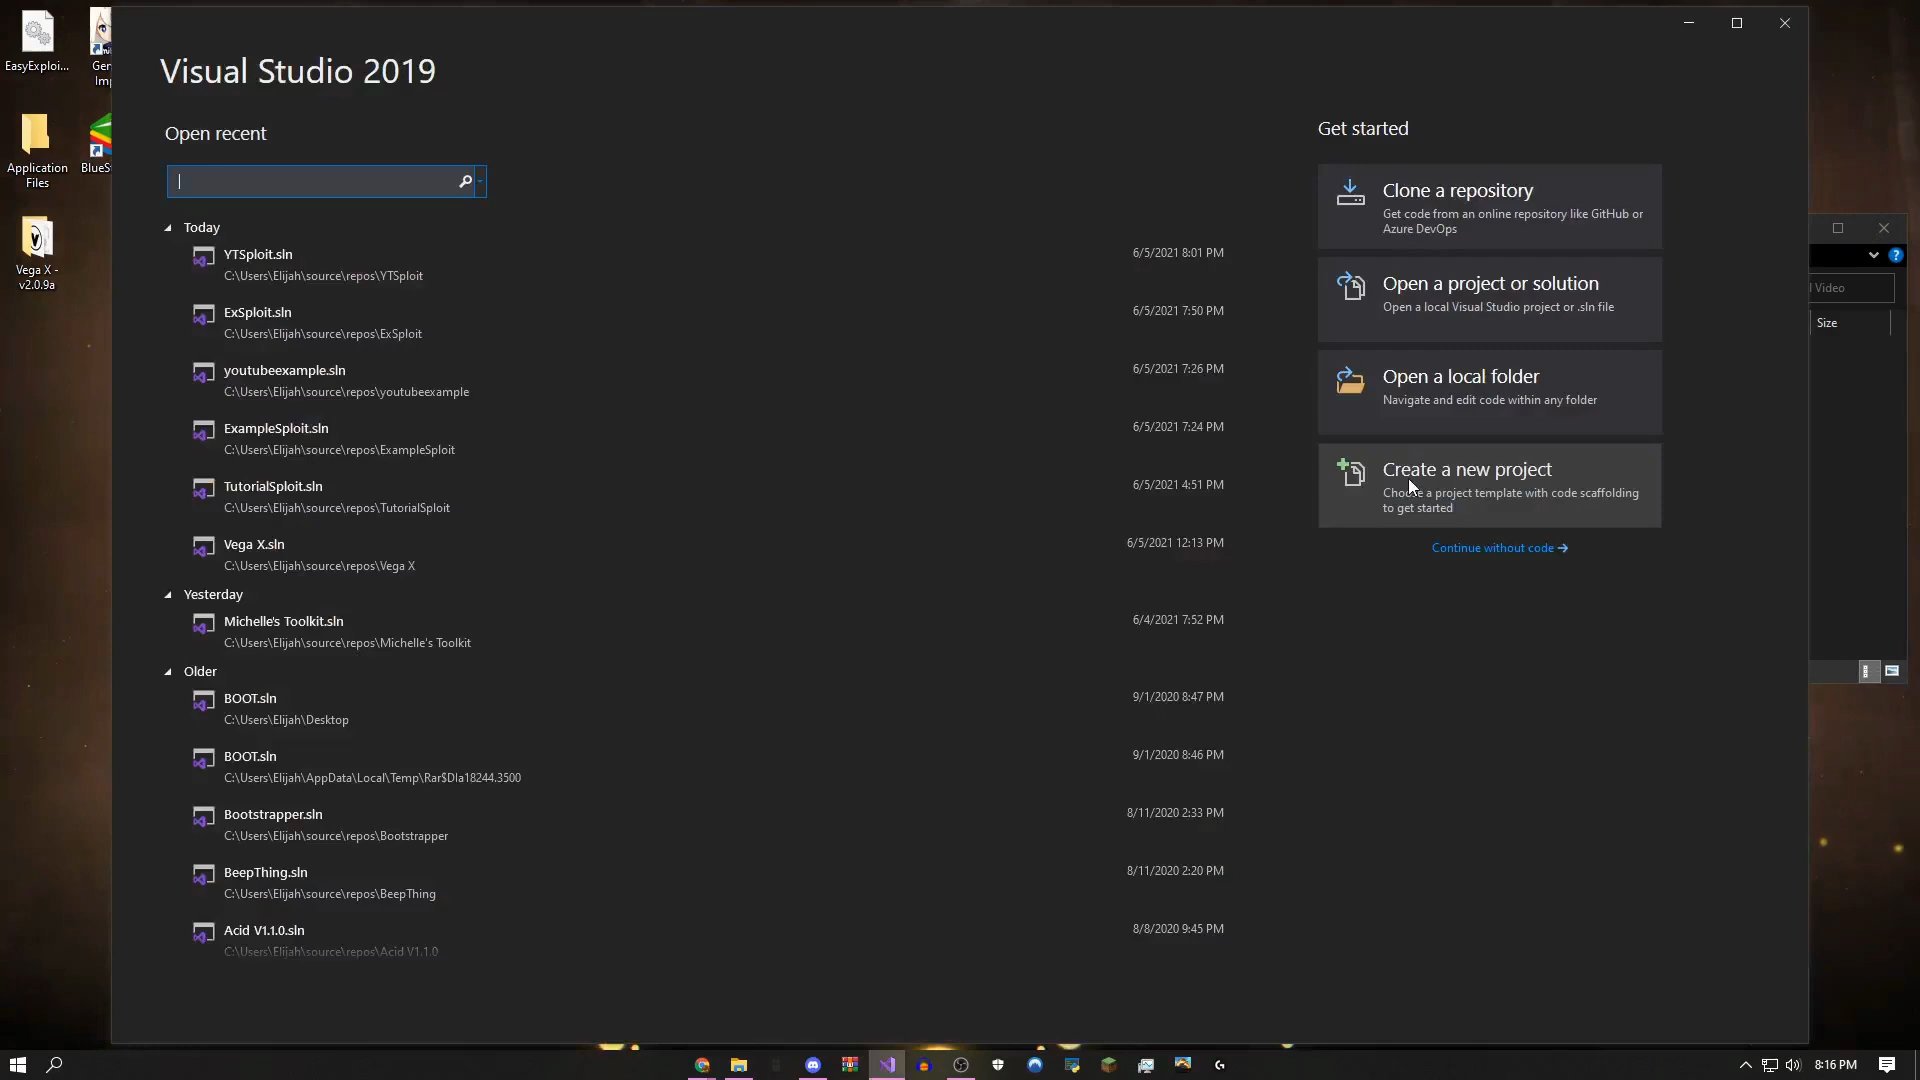 EasyExploi...
Gen
Imp
Application
Files
BlueSt
Vega X -
v2.0.9a
Visual Studio 2019
Open recent
Today
YTSploit.sln
6/5/2021 8:01 PM
C:\Users\Elijah\source\repos\YTSploit
ExSploit.sln
6/5/2021 7:50 PM
C:\Users\Elijah\source\repos\ExSploit
youtubeexample.sln
6/5/2021 7:26 PM
C:\Users\Elijah\source\repos\youtubeexample
ExampleSploit.sln
6/5/2021 7:24 PM
C:\Users\Elijah\source\repos\ExampleSploit
TutorialSploit.sln
6/5/2021 4:51 PM
C:\Users\Elijah\source\repos\TutorialSploit
Vega X.sln
6/5/2021 12:13 PM
C:\Users\Elijah\source\repos\Vega X
Yesterday
Michelle's Toolkit.sln
6/4/2021 7:52 PM
C:\Users\Elijah\source\repos\Michelle's Toolkit
Older
BOOT.sln
9/1/2020 8:47 PM
C:\Users\Elijah\Desktop
BOOT.sln
9/1/2020 8:46 PM
C:\Users\Elijah\AppData\Local\Temp\Rar$DIa18244.3500
Bootstrapper.sln
8/11/2020 2:33 PM
C:\Users\Elijah\source\repos\Bootstrapper
BeepThing.sln
8/11/2020 2:20 PM
C:\Users\Elijah\source\repos\BeepThing
Acid V1.1.0.sln
8/8/2020 9:45 PM
C:\Users\Elijah\source\repos\Acid V1.1.0
Get started
Clone a repository
Get code from an online repository like GitHub or
Azure DevOps
Open a project or solution
Open a local Visual Studio project or .sln file
Open a local folder
Navigate and edit code within any folder
Create a new project
Choose a project template with code scaffolding
to get started
Continue without code →
Video
Size
8:16 PM